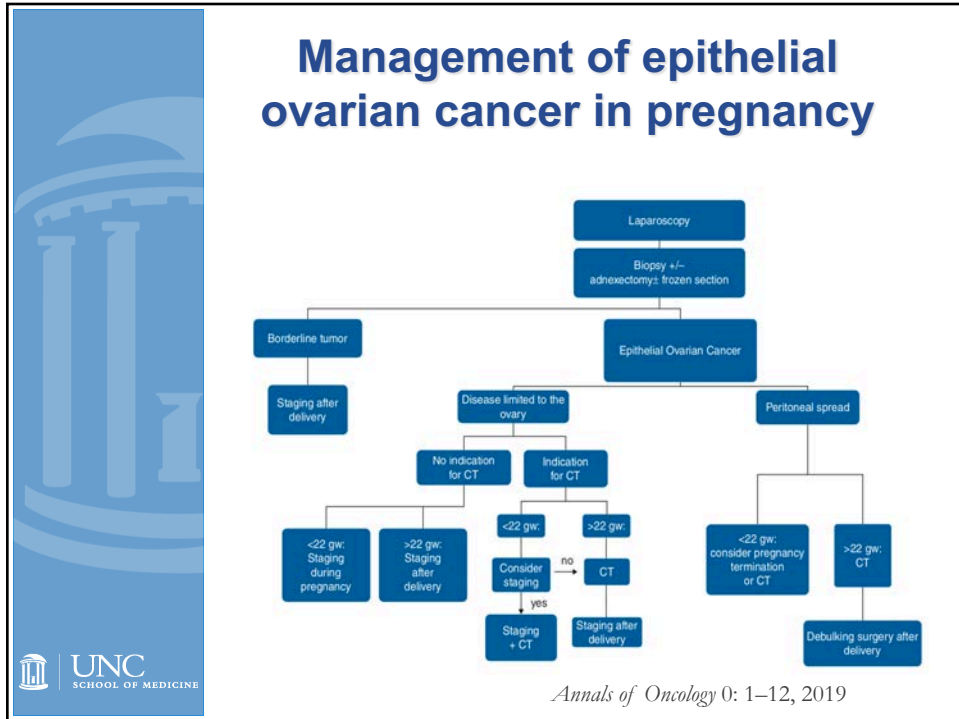 Management of epithelial
ovarian cancer in pregnancy
Laparoscopy
Biopsy +/–
adnexectomy± frozen section
Borderline tumor
Epithelial Ovarian Cancer
Staging after
delivery
Disease limited to the
ovary
Peritoneal spread
No indication
for CT
Indication
for CT
<22 gw:
Staging
during
pregnancy
>22 gw:
Staging
after
delivery
<22 gw:
>22 gw:
Consider
staging
no
CT
yes
Staging
+ CT
Staging after
delivery
<22 gw:
consider pregnancy
termination
or CT
>22 gw:
CT
Debulking surgery after
delivery
UNC
SCHOOL OF MEDICINE
Annals of Oncology 0: 1–12, 2019